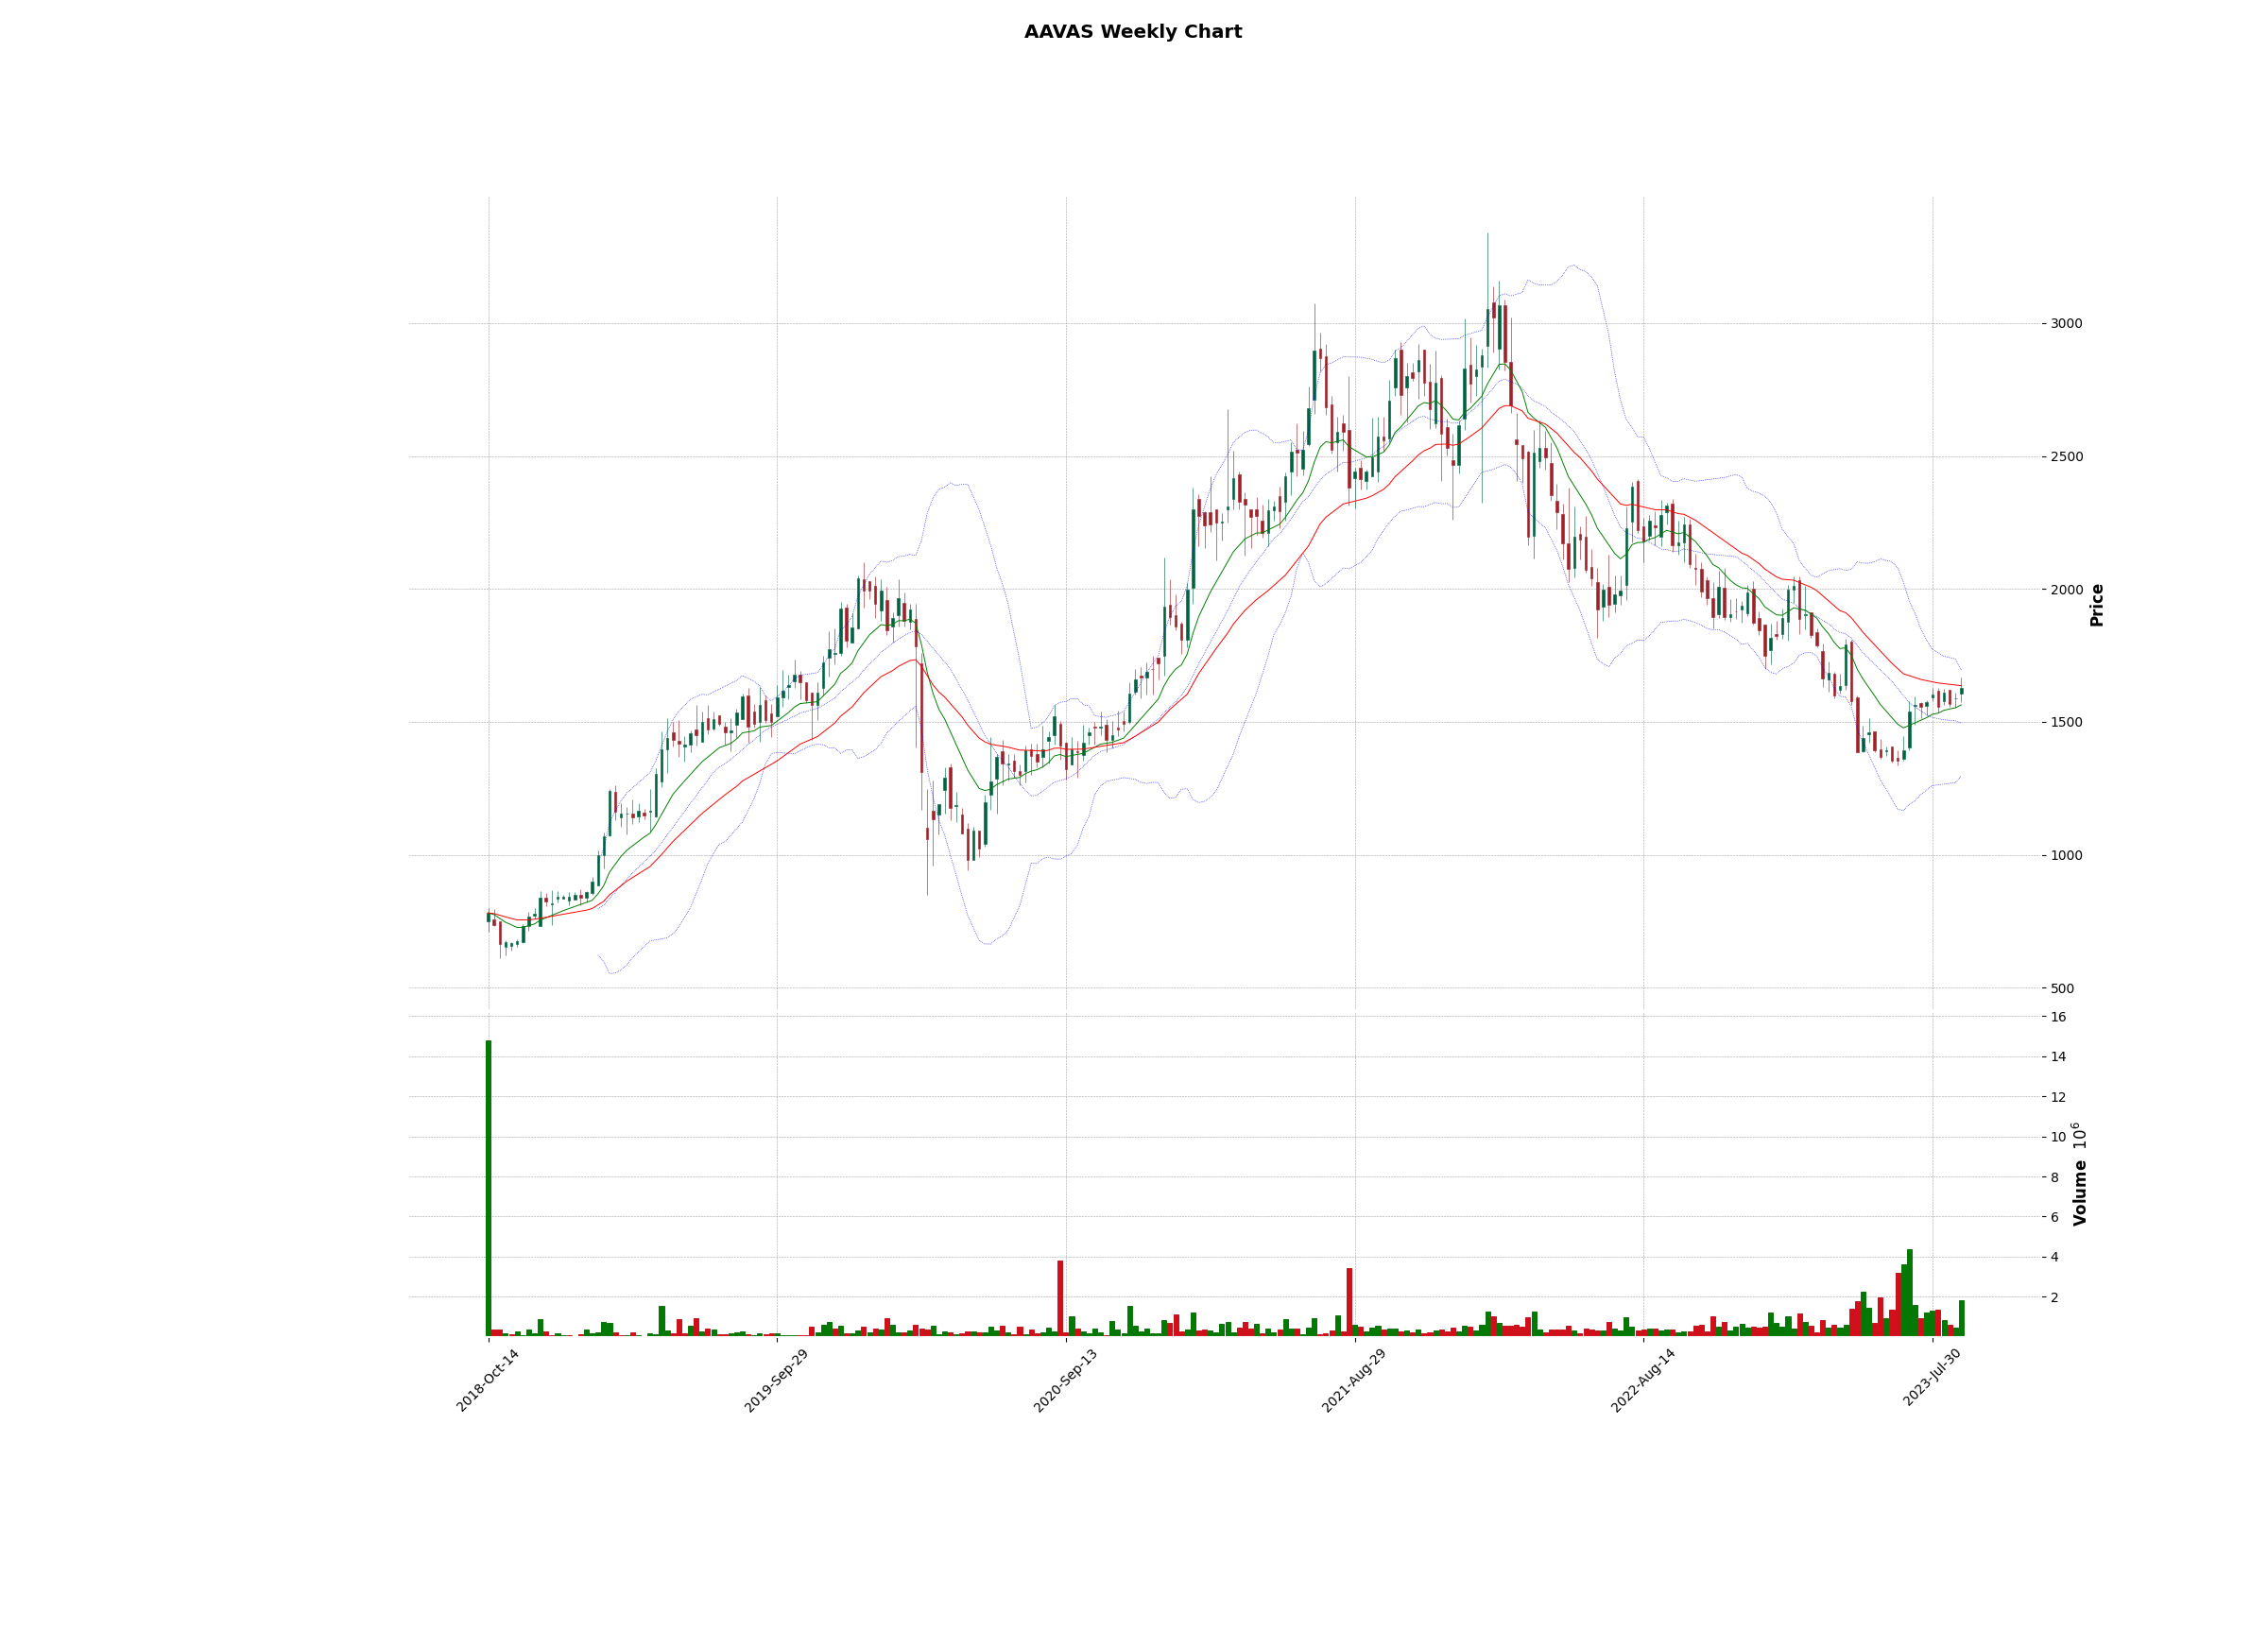 AAVAS Weekly Chart
3000
2500
2000
1500
1000
500
Price
16
14
12
10
8
6
4
2
Volume 10^6
2018-Oct-14
2019-Sep-29
2020-Sep-13
2021-Aug-29
2022-Aug-14
2023-Jul-30